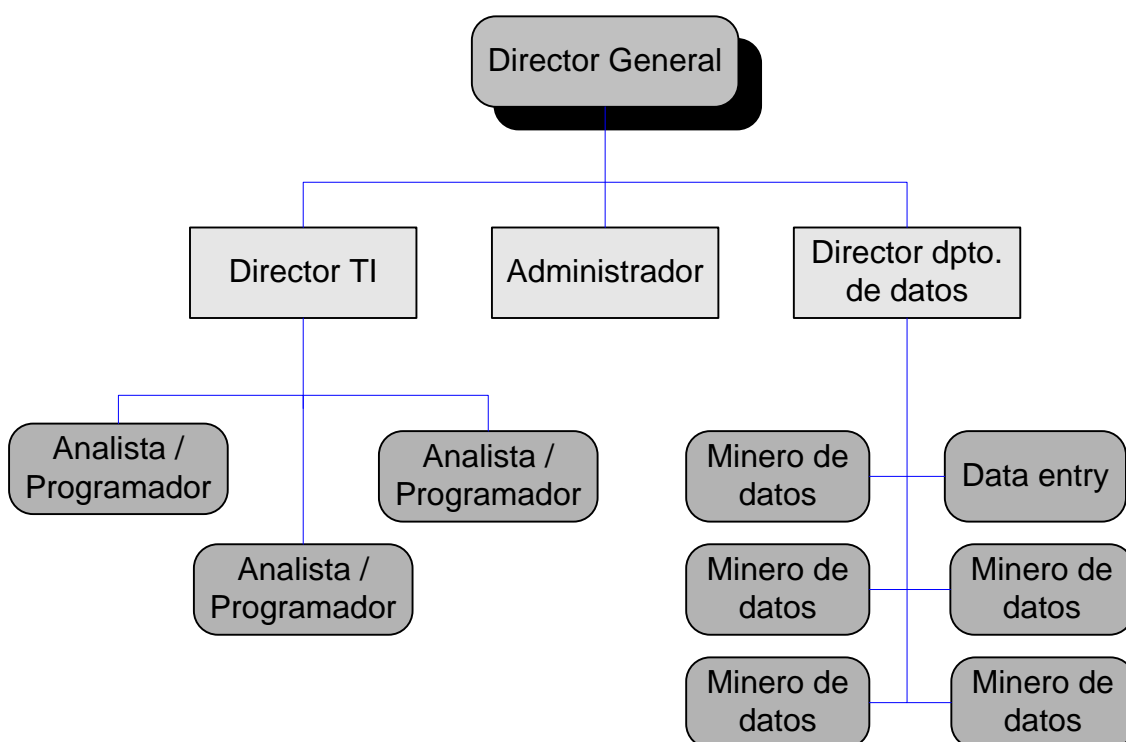 Director General
Director TI
Administrador
Director dpto.
de datos
Analista /
Programador
Analista /
Programador
Analista /
Programador
Minero de
datos
Data entry
Minero de
datos
Minero de
datos
Minero de
datos
Minero de
datos